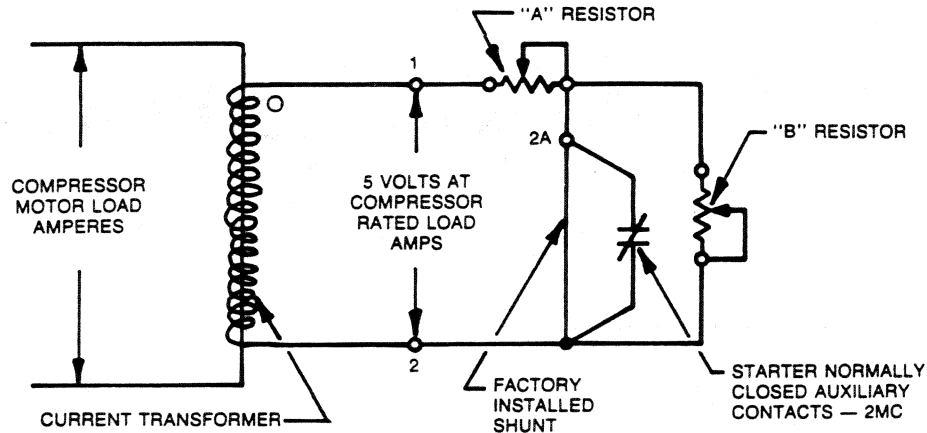 "A" RESISTOR
1
2A
"B" RESISTOR
COMPRESSOR
MOTOR LOAD
AMPERES
5 VOLTS AT
COMPRESSOR
RATED LOAD
AMPS
2
CURRENT TRANSFORMER
FACTORY
INSTALLED
SHUNT
STARTER NORMALLY
CLOSED AUXILIARY
CONTACTS — 2MC